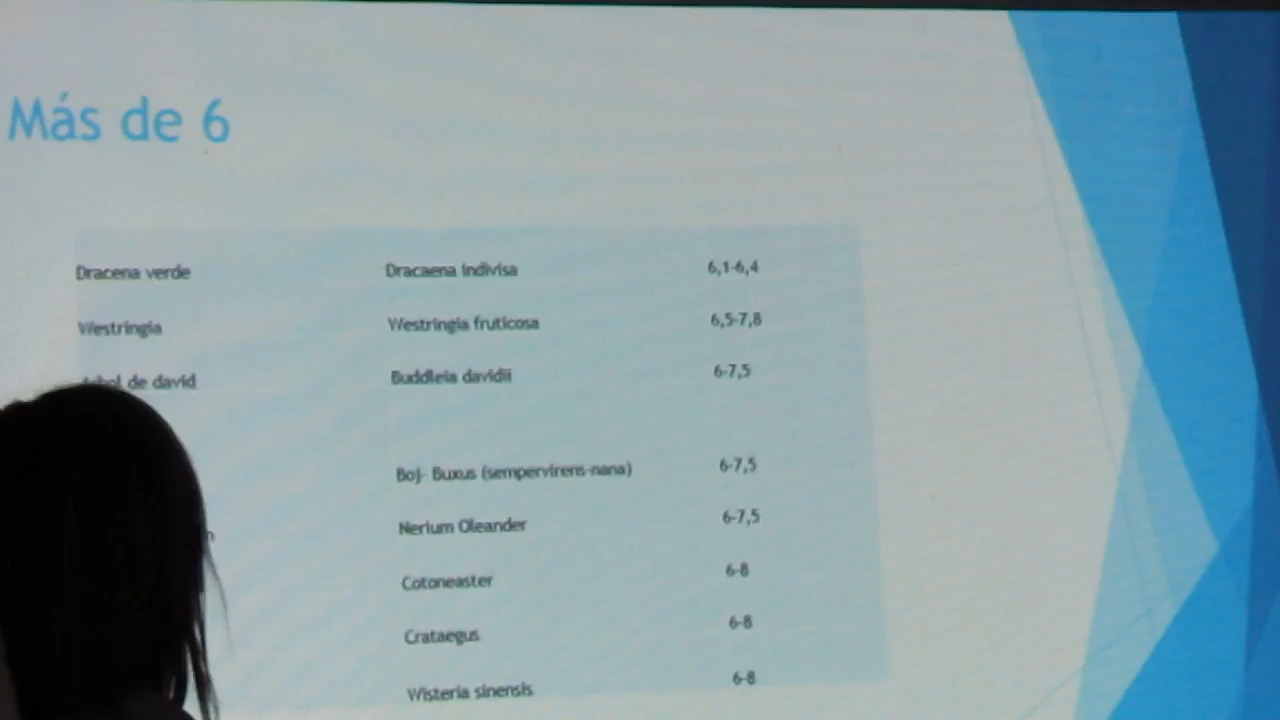 Más de 6
Dracena verde Dracaena indivisa 6,1-6,4
Westringia Westringia fruticosa 6,5-7,8
de david Buddleia davidii 6-7,5
Boj- Buxus (sempervirens-nana) 6-7,5
Nerium Oleander 6-7,5
Cotoneaster 6-8
Crataegus 6-8
Wisteria sinensis 6-8